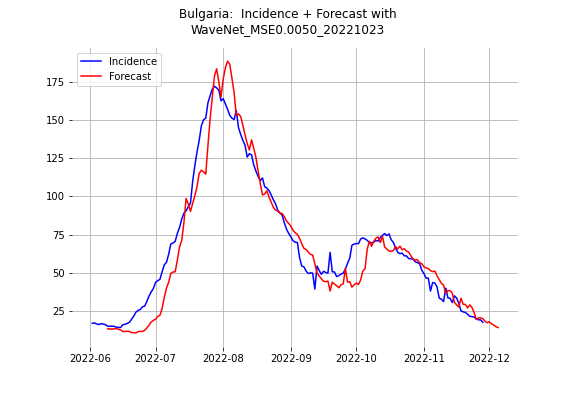 Bulgaria:  Incidence + Forecast with
WaveNet_MSE0.0050_20221023
Incidence
Forecast
175
150
125
100
75
50
25
2022-06 2022-07 2022-08 2022-09 2022-10 2022-11 2022-12